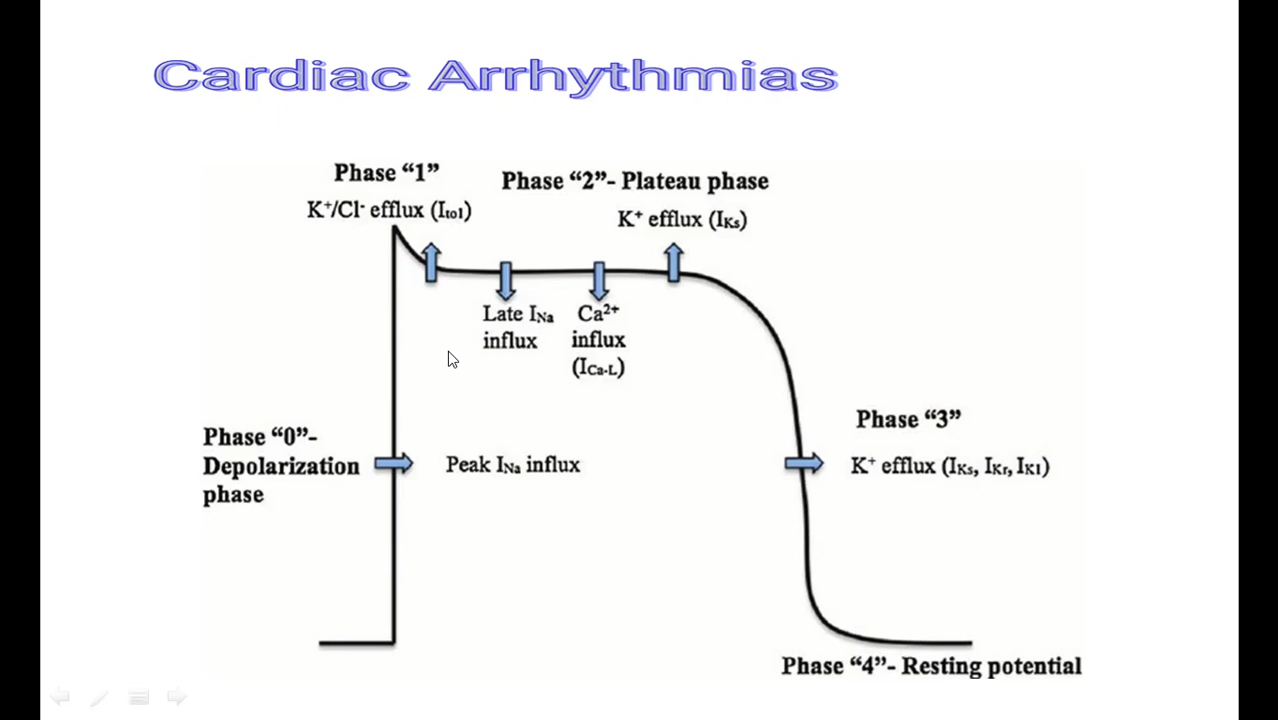 Cardiac Arrhythmias
Phase “1”
K⁺/Cl⁻ efflux (Ito1)
Phase “2”- Plateau phase
K⁺ efflux (IKs)
Late INa
influx
Ca²⁺
influx
(ICa-L)
Phase “0”-
Depolarization
phase
Peak INa influx
Phase “3”
K⁺ efflux (IKs, IKr, IK1)
Phase “4”- Resting potential